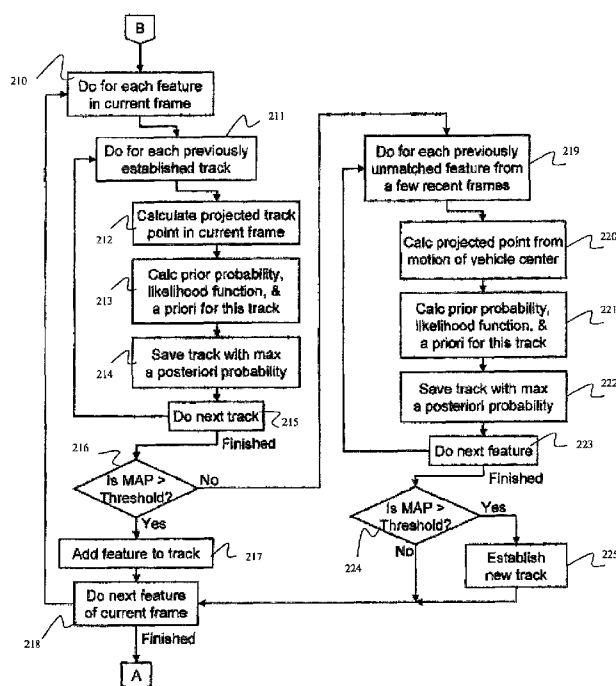 B
210
Do for each feature
in current frame
211
Do for each previously
established track
212
Calculate projected track
point in current frame
213
Calc prior probability,
likelihood function, &
a priori for this track
214
Save track with max
a posteriori probability
Do next track
215
Finished
216
Is MAP >
Threshold?
No
Yes
Add feature to track
217
Do next feature
of current frame
218
Finished
A
Do for each previously
unmatched feature from
a few recent frames
219
Calc projected point from
motion of vehicle center
220
Calc prior probability,
likelihood function, &
a priori for this track
221
Save track with max
a posteriori probability
222
Do next feature
223
Finished
Is MAP >
Threshold?
Yes
No
224
Establish
new track
225